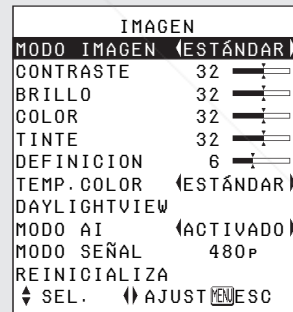 IMAGEN
MODO IMAGEN ESTÁNDAR
CONTRASTE 32
BRILLO 32
COLOR 32
TINTE 32
DEFINICION 6
TEMP.COLOR ESTÁNDAR
DAYLIGHTVIEW
MODO AI ACTIVADO
MODO SEÑAL 480P
REINICIALIZA
SEL. AJUST MENU ESC